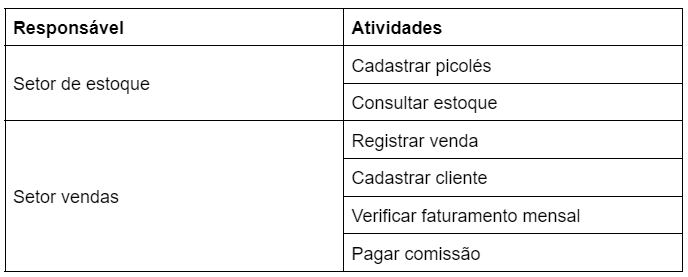 Responsável
Atividades
Setor de estoque
Cadastrar picolés
Consultar estoque
Setor vendas
Registrar venda
Cadastrar cliente
Verificar faturamento mensal
Pagar comissão